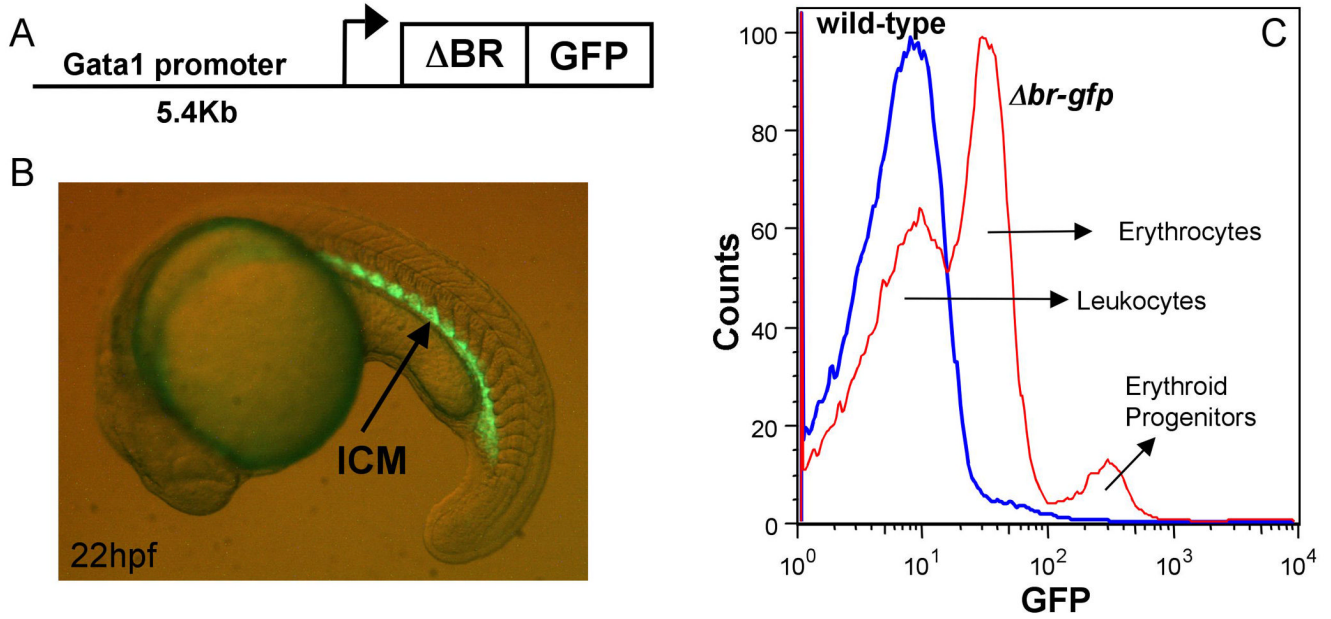 A
Gata1 promoter
5.4Kb
ΔBR
GFP
B
ICM
22hpf
C
wild-type
Δbr-gfp
Erythrocytes
Leukocytes
Erythroid
Progenitors
Counts
100
80
60
40
20
0
10⁰
10¹
10²
10³
10⁴
GFP